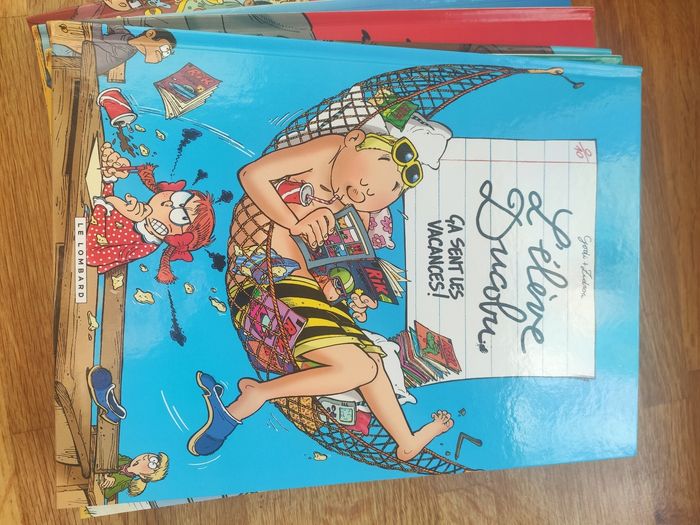 Godi + Zidrou
L'élève
Ducobu
ÇA SENT LES
VACANCES!
LE LOMBARD